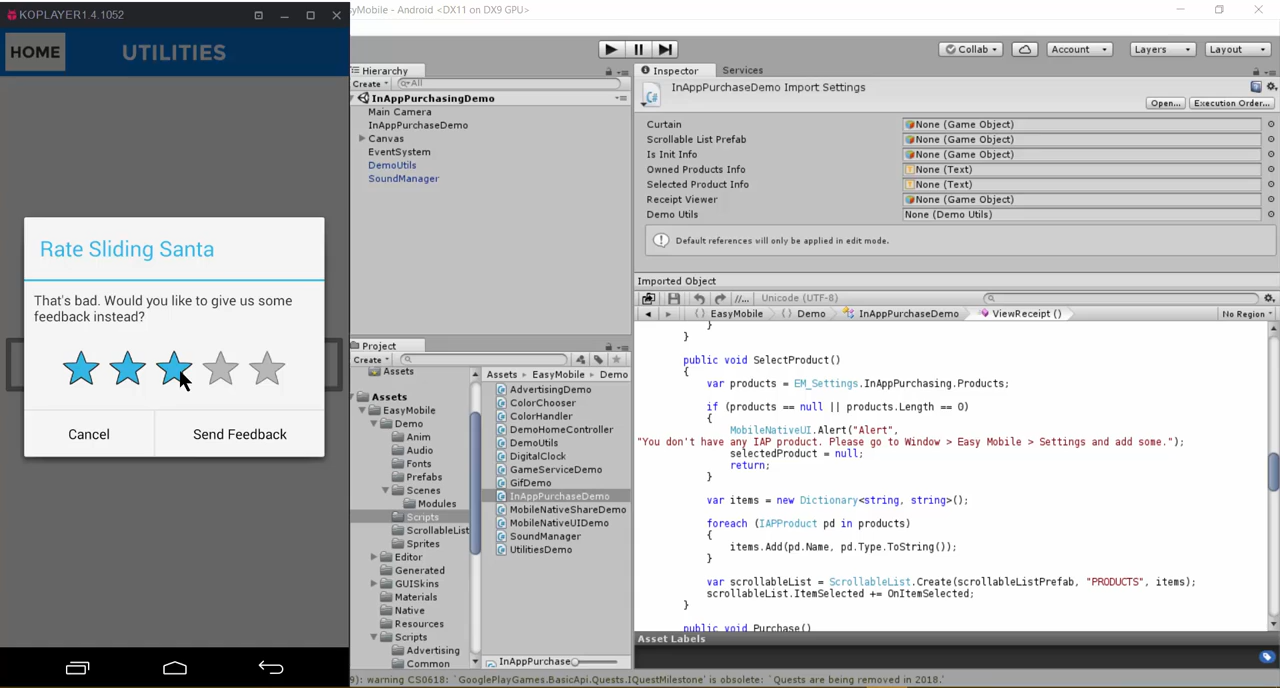 KOPLAYER1.4.1052
HOME
UTILITIES
Rate Sliding Santa
That's bad. Would you like to give us some
feedback instead?
Cancel
Send Feedback
asyMobile - Android <DX11 on DX9 GPU>
Collab
Account
Layers
Layout
Hierarchy
Create
All
InAppPurchasingDemo
Main Camera
InAppPurchaseDemo
Canvas
EventSystem
DemoUtils
SoundManager
Project
Create
Assets
Assets
EasyMobile
Demo
Anim
Audio
Fonts
Prefabs
Scenes
Modules
Scripts
ScrollableList
Sprites
Editor
Generated
GUISkins
Materials
Native
Resources
Scripts
Advertising
Common
Assets
EasyMobile
Demo
AdvertisingDemo
ColorChooser
ColorHandler
DemoHomeController
DemoUtils
DigitalClock
GameServiceDemo
GifDemo
InAppPurchaseDemo
MobileNativeShareDemo
MobileNativeUIDemo
SoundManager
UtilitiesDemo
InAppPurchase
Inspector
Services
InAppPurchaseDemo Import Settings
Open...
Execution Order...
Curtain None (Game Object)
Scrollable List Prefab None (Game Object)
Is Init Info None (Game Object)
Owned Products Info None (Text)
Selected Product Info None (Text)
Receipt Viewer None (Game Object)
Demo Utils None (Demo Utils)
Default references will only be applied in edit mode.
Imported Object
//...
Unicode (UTF-8)
EasyMobile
Demo
InAppPurchaseDemo
ViewReceipt ()
No Region
}
}
public void SelectProduct()
{
var products = EM_Settings.InAppPurchasing.Products;
if (products == null || products.Length == 0)
{
MobileNativeUI.Alert("Alert",
"You don't have any IAP product. Please go to Window > Easy Mobile > Settings and add some.");
selectedProduct = null;
return;
}
var items = new Dictionary<string, string>();
foreach (IAPProduct pd in products)
{
items.Add(pd.Name, pd.Type.ToString());
}
var scrollableList = ScrollableList.Create(scrollableListPrefab, "PRODUCTS", items);
scrollableList.ItemSelected += OnItemSelected;
}
public void Purchase()
Asset Labels
9): warning CS0618: `GooglePlayGames.BasicApi.Quests.IQuestMilestone' is obsolete: `Quests are being removed in 2018.'